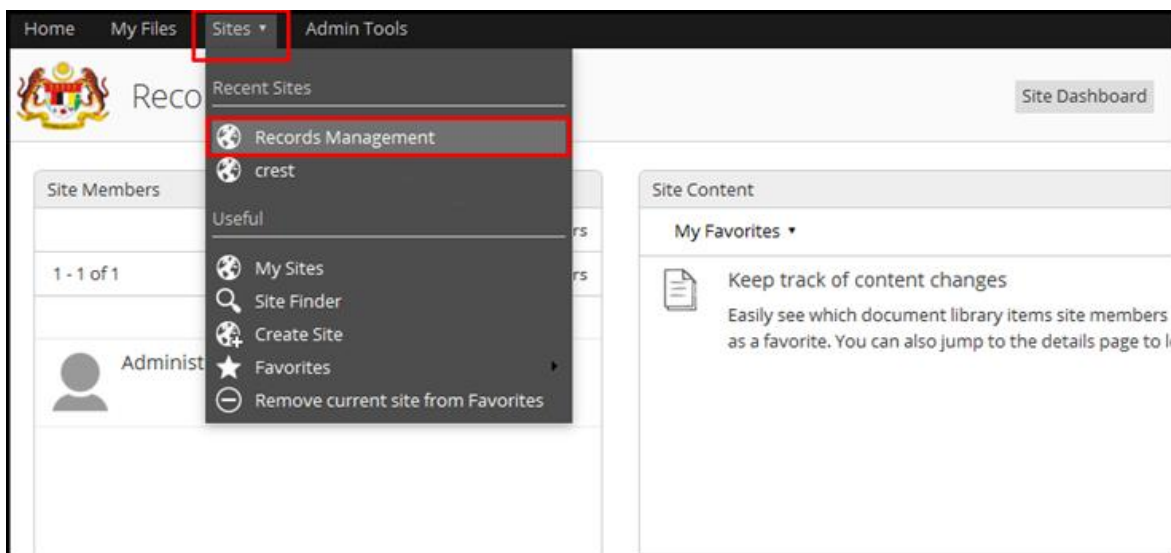 Home My Files Sites ▾ Admin Tools
Reco
Site Dashboard
Recent Sites
Records Management
crest
Useful
My Sites
Site Finder
Create Site
Favorites
Remove current site from Favorites
Site Members
rs
1 - 1 of 1
rs
Administ
Site Content
My Favorites ▾
Keep track of content changes
Easily see which document library items site members
as a favorite. You can also jump to the details page to